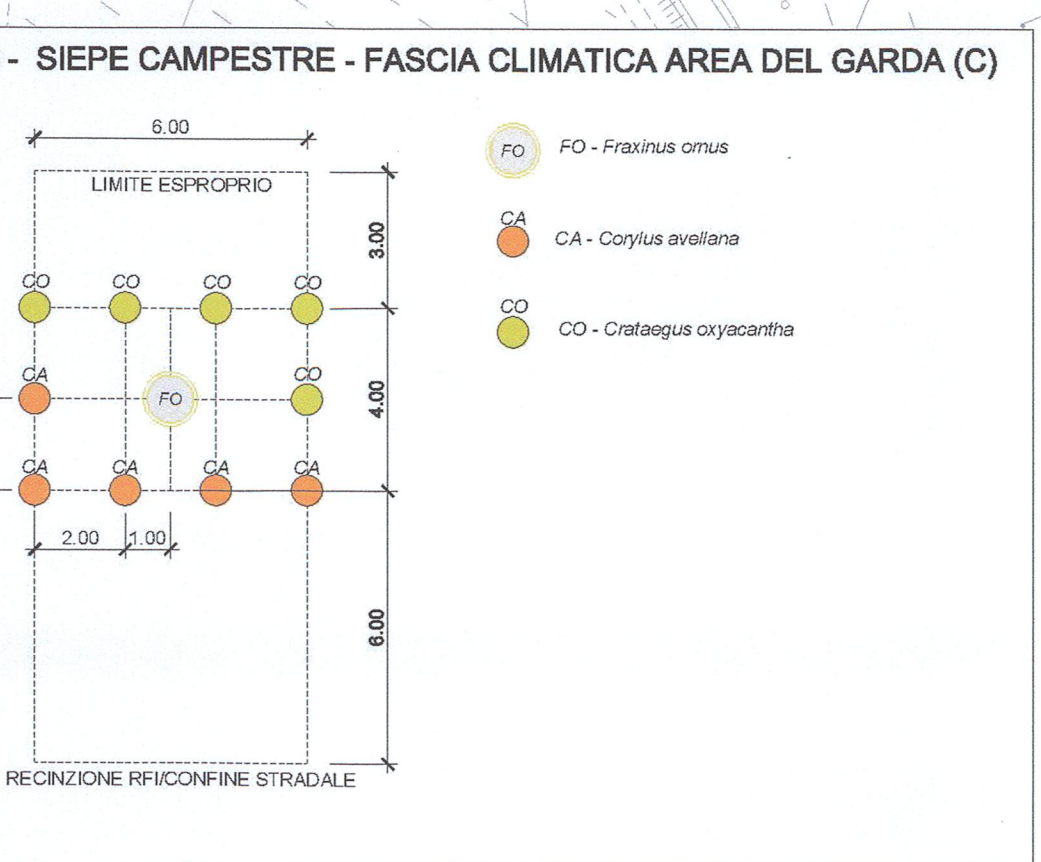 - SIEPE CAMPESTRE - FASCIA CLIMATICA AREA DEL GARDA (C)
6.00
LIMITE ESPROPRIO
3.00
CO CO CO CO
CA FO CO
4.00
CA CA CA CA
2.00 1.00
6.00
RECINZIONE RFI/CONFINE STRADALE
FO FO - Fraxinus ornus
CA
CA - Corylus avellana
CO
CO - Crataegus oxyacantha